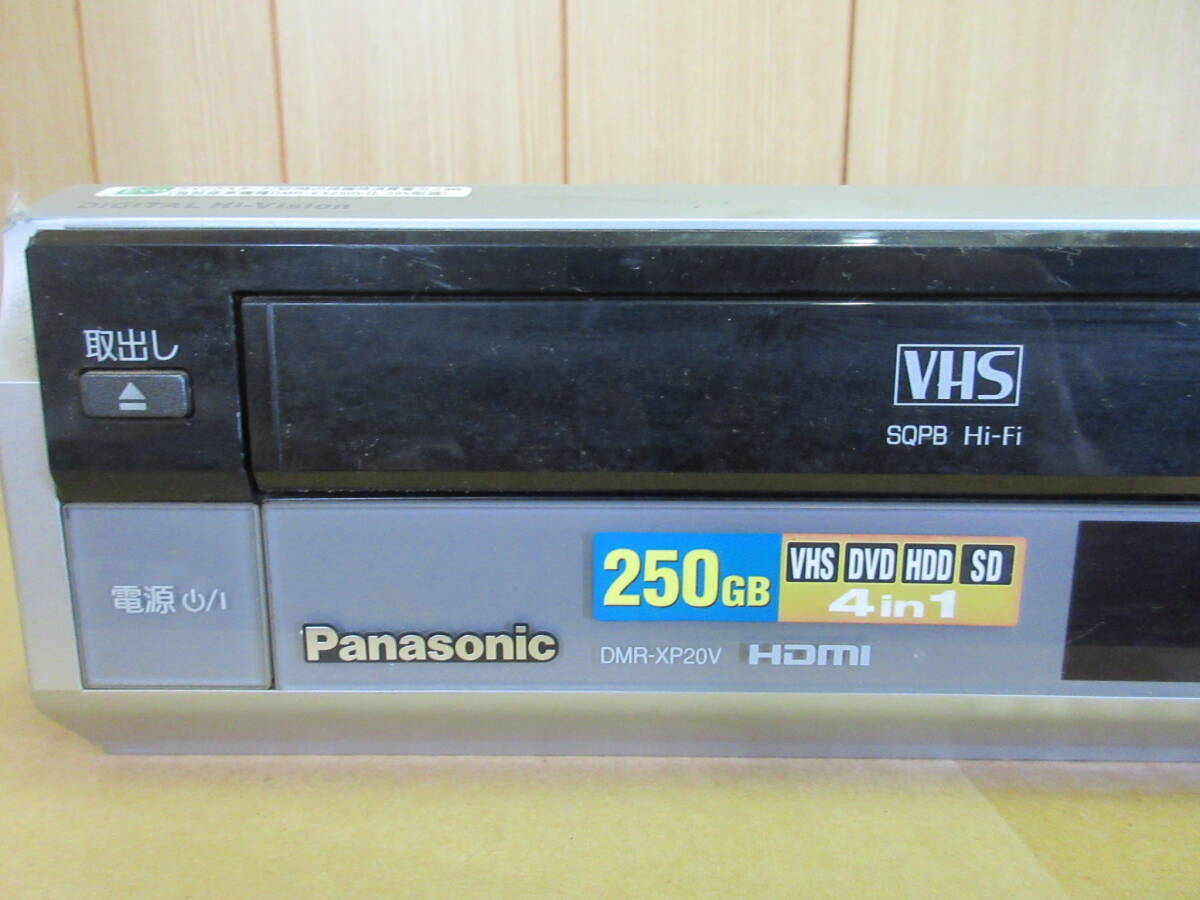 DIGITAL Hi-Vision
取出し
VHS
SQPB Hi-Fi
250GB
VHS DVD HDD SD
4in1
電源 ⏻/I
Panasonic
DMR-XP20V HDMI